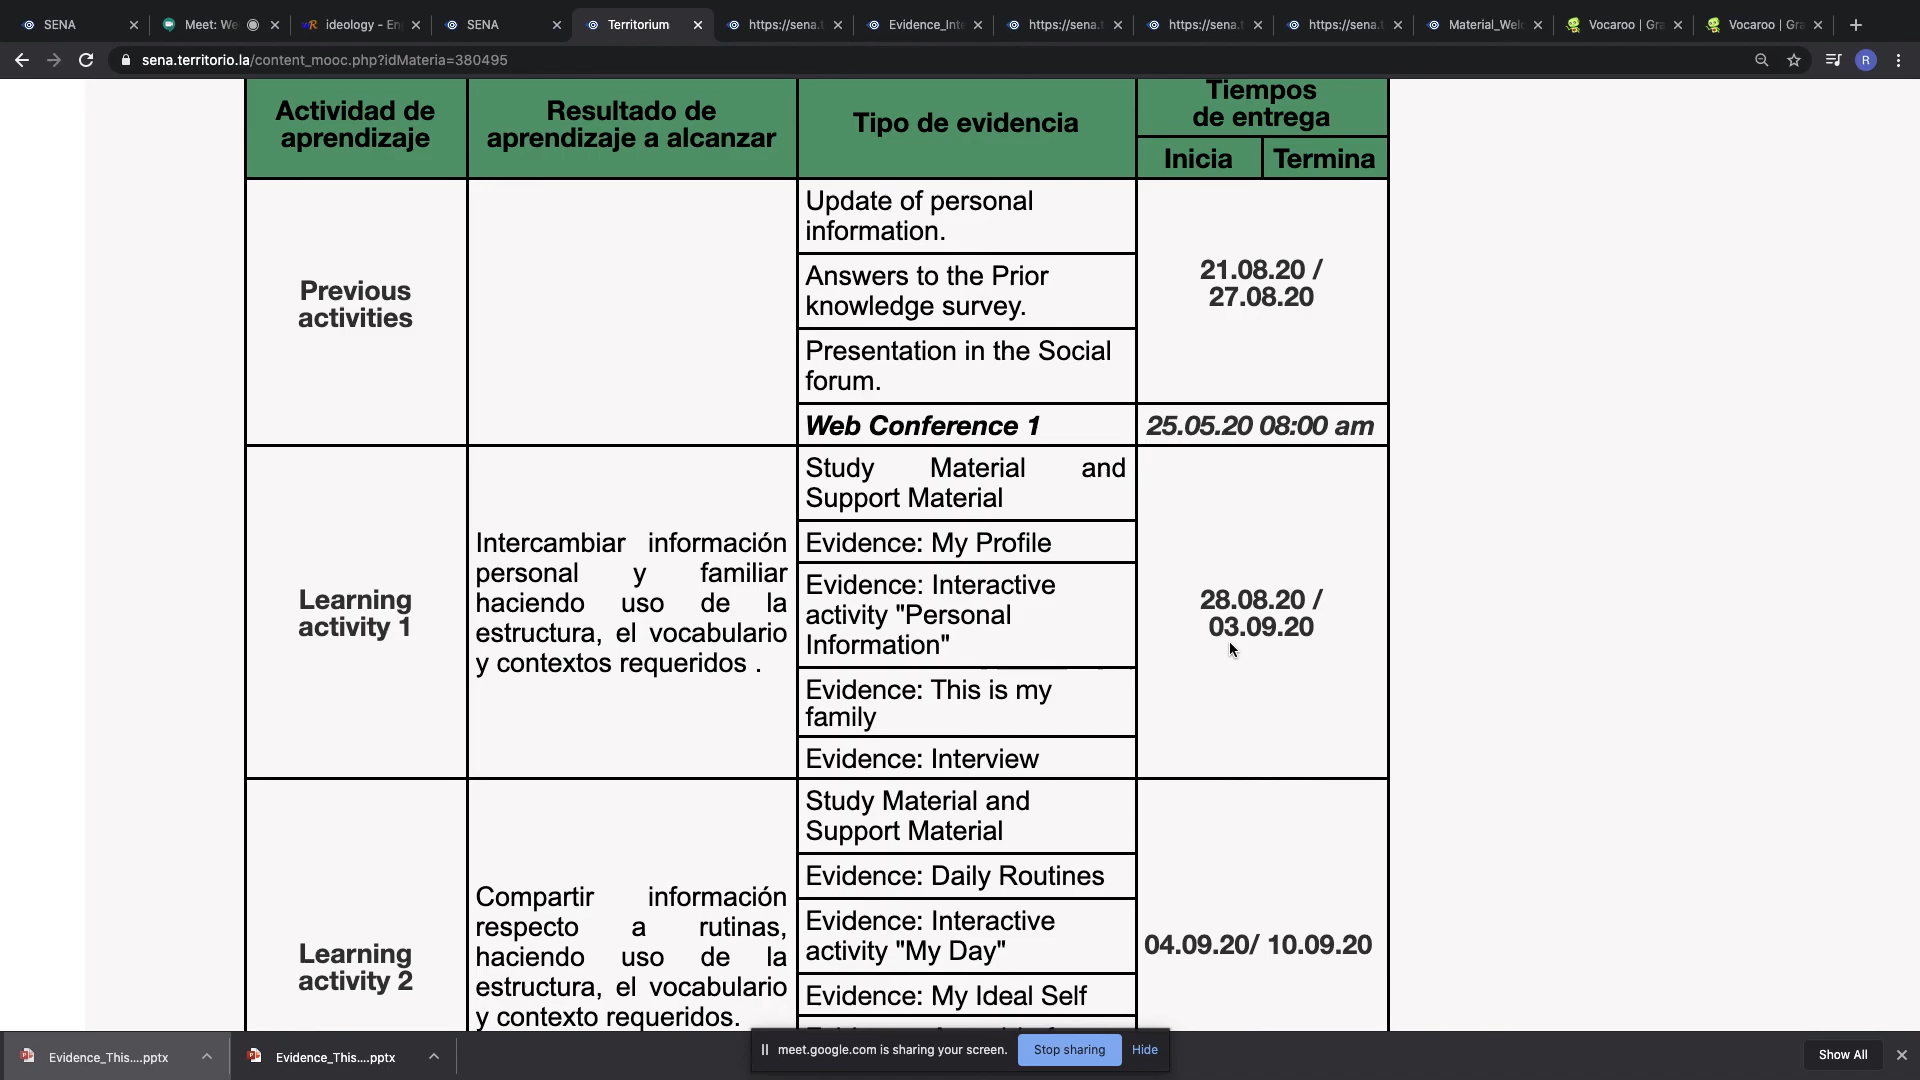 SENA
Meet: We
ideology - En
SENA
Territorium
https://sena.t
Evidence_Inte
https://sena.t
https://sena.t
https://sena.t
Material_Welc
Vocaroo | Gra
Vocaroo | Gra
sena.territorio.la/content_mooc.php?idMateria=380495
R
Actividad de
aprendizaje
Resultado de
aprendizaje a alcanzar
Tipo de evidencia
Tiempos
de entrega
Inicia
Termina
Previous
activities
Update of personal
information.
Answers to the Prior
knowledge survey.
Presentation in the Social
forum.
21.08.20 /
27.08.20
Web Conference 1
25.05.20 08:00 am
Learning
activity 1
Intercambiar información
personal y familiar
haciendo uso de la
estructura, el vocabulario
y contextos requeridos .
Study Material and
Support Material
Evidence: My Profile
Evidence: Interactive
activity "Personal
Information"
Evidence: This is my
family
Evidence: Interview
28.08.20 /
03.09.20
Learning
activity 2
Compartir información
respecto a rutinas,
haciendo uso de la
estructura, el vocabulario
y contexto requeridos.
Study Material and
Support Material
Evidence: Daily Routines
Evidence: Interactive
activity "My Day"
Evidence: My Ideal Self
04.09.20/ 10.09.20
Evidence_This....pptx
Evidence_This....pptx
meet.google.com is sharing your screen.
Stop sharing
Hide
Show All